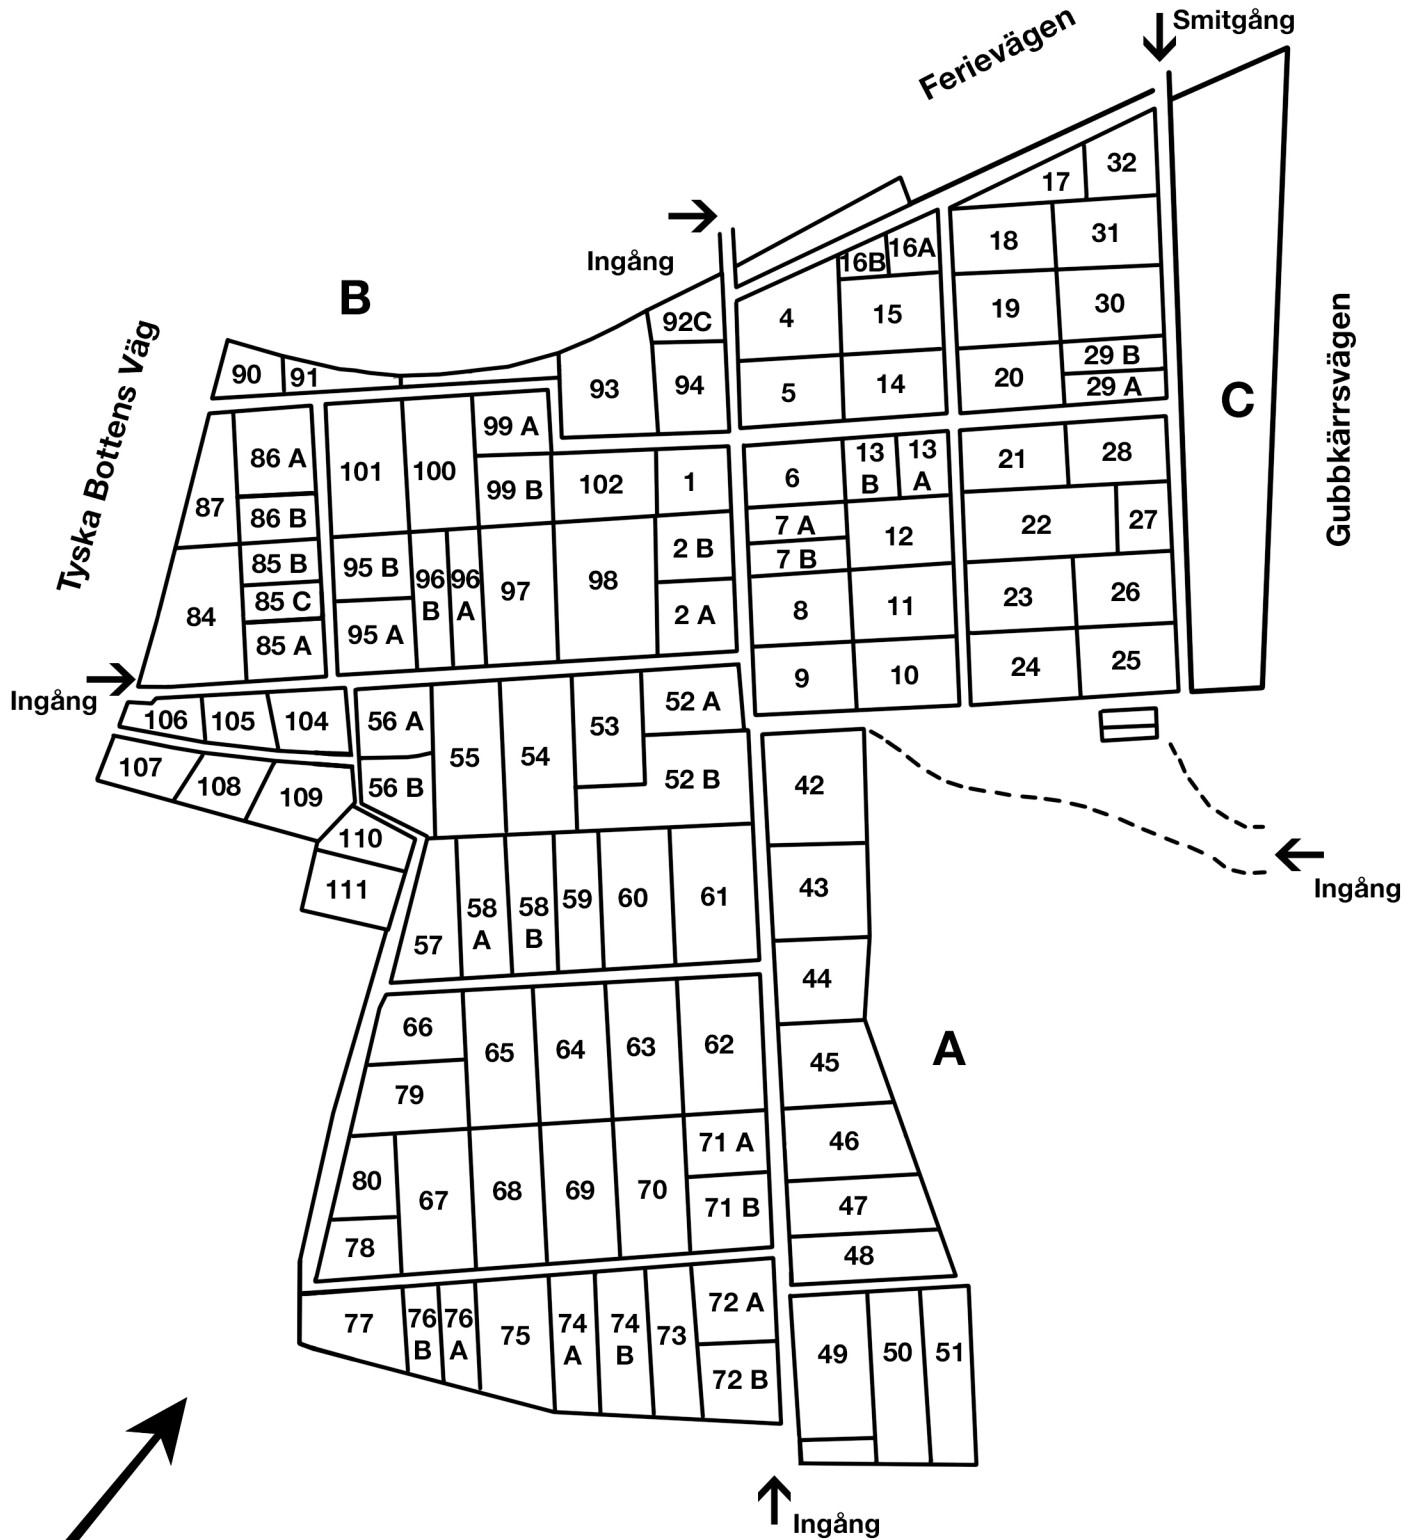 Smitgång
Ferievägen
32
17
Ingång
16B
16A
18
31
B
92C
4
15
19
30
Tyska Bottens Väg
90
91
93
94
5
14
20
29 B
29 A
C
Gubbkärrsvägen
86 A
101
100
99 A
99 B
102
1
6
13
B
13
A
21
28
87
86 B
7 A
12
22
27
85 B
95 B
96
B
96
A
97
98
2 B
7 B
84
85 C
2 A
8
11
23
26
85 A
95 A
9
10
24
25
Ingång
106
105
104
56 A
55
54
53
52 A
107
108
109
56 B
52 B
42
110
111
57
58
A
58
B
59
60
61
43
Ingång
44
66
65
64
63
62
45
A
79
80
67
68
69
70
71 A
46
71 B
47
78
48
77
76
B
76
A
75
74
A
74
B
73
72 A
72 B
49
50
51
Ingång